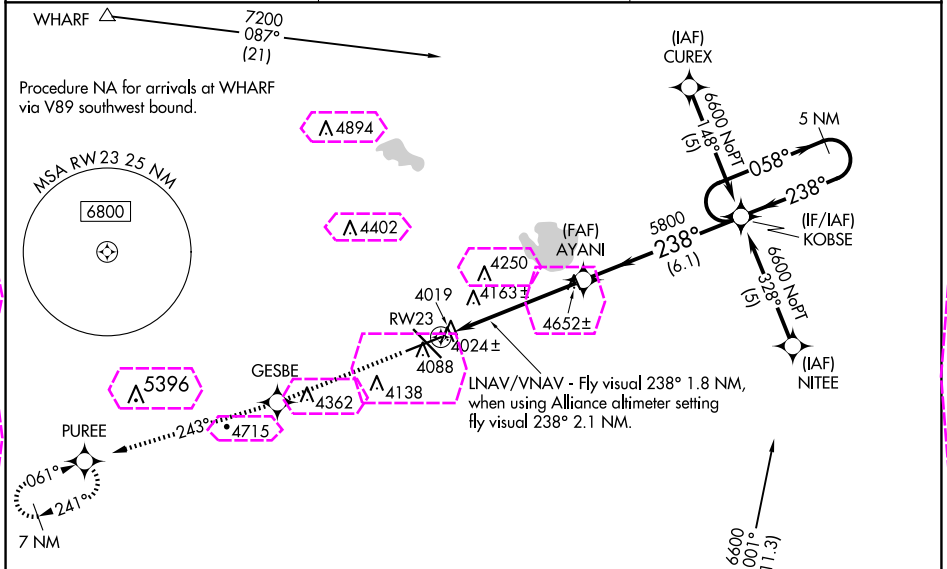 WHARF
7200
087°
(21)
Procedure NA for arrivals at WHARF
via V89 southwest bound.
MSA RW 23 25 NM
6800
4894
4402
(IAF)
CUREX
6600 NoPT
148°
(5)
5 NM
058°
238°
(IF/IAF)
KOBSE
5800
238°
(6.1)
(FAF)
AYANI
4250
4163±
4652±
4019
RW23
4024±
4088
4138
6600 NoPT
328°
(5)
(IAF)
NITEE
LNAV/VNAV - Fly visual 238° 1.8 NM,
when using Alliance altimeter setting
fly visual 238° 2.1 NM.
GESBE
4362
5396
4715
243°
PUREE
061°
241°
7 NM
6600
001°
11.3)